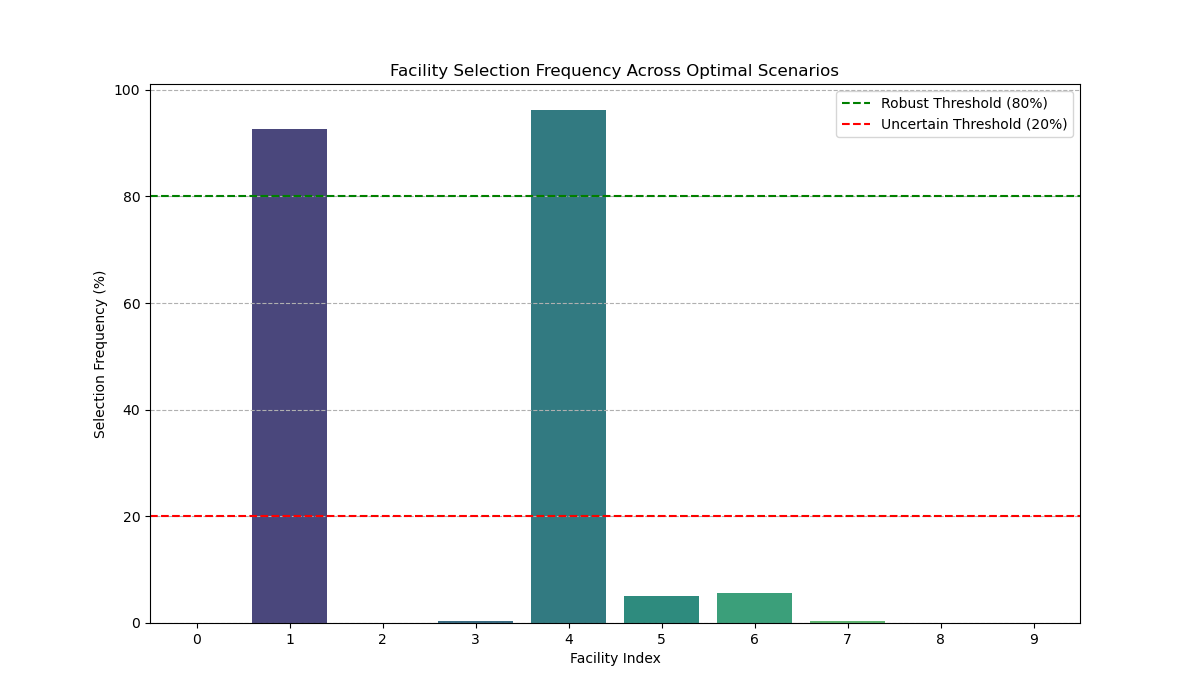 Facility Selection Frequency Across Optimal Scenarios
Robust Threshold (80%)
Uncertain Threshold (20%)
Selection Frequency (%)
100
80
60
40
20
0
0 1 2 3 4 5 6 7 8 9
Facility Index